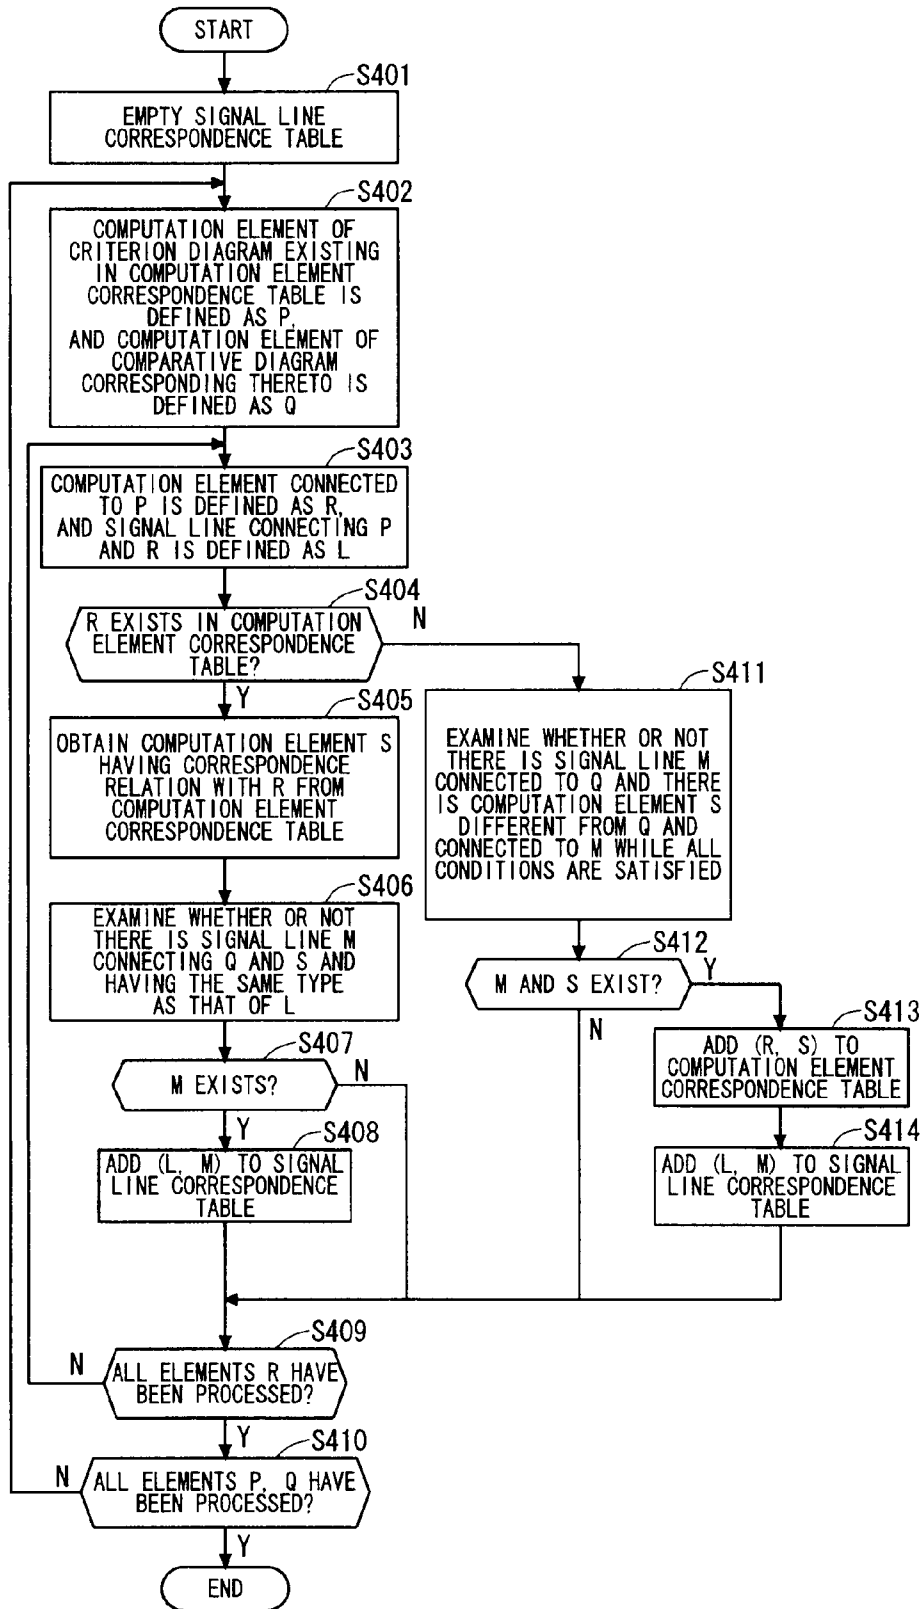 START
S401
EMPTY SIGNAL LINE
CORRESPONDENCE TABLE
S402
COMPUTATION ELEMENT OF
CRITERION DIAGRAM EXISTING
IN COMPUTATION ELEMENT
CORRESPONDENCE TABLE IS
DEFINED AS P,
AND COMPUTATION ELEMENT OF
COMPARATIVE DIAGRAM
CORRESPONDING THERETO IS
DEFINED AS Q
S403
COMPUTATION ELEMENT CONNECTED
TO P IS DEFINED AS R,
AND SIGNAL LINE CONNECTING P
AND R IS DEFINED AS L
S404
R EXISTS IN COMPUTATION
ELEMENT CORRESPONDENCE
TABLE?
N
Y
S405
OBTAIN COMPUTATION ELEMENT S
HAVING CORRESPONDENCE
RELATION WITH R FROM
COMPUTATION ELEMENT
CORRESPONDENCE TABLE
S411
EXAMINE WHETHER OR NOT
THERE IS SIGNAL LINE M
CONNECTED TO Q AND THERE
IS COMPUTATION ELEMENT S
DIFFERENT FROM Q AND
CONNECTED TO M WHILE ALL
CONDITIONS ARE SATISFIED
S406
EXAMINE WHETHER OR NOT
THERE IS SIGNAL LINE M
CONNECTING Q AND S AND
HAVING THE SAME TYPE
AS THAT OF L
S412
M AND S EXIST?
Y
N
S407
M EXISTS?
N
Y
S413
ADD (R, S) TO
COMPUTATION ELEMENT
CORRESPONDENCE TABLE
S408
ADD (L, M) TO SIGNAL
LINE CORRESPONDENCE
TABLE
S414
ADD (L, M) TO SIGNAL
LINE CORRESPONDENCE
TABLE
S409
N
ALL ELEMENTS R HAVE
BEEN PROCESSED?
Y
S410
N
ALL ELEMENTS P, Q HAVE
BEEN PROCESSED?
Y
END